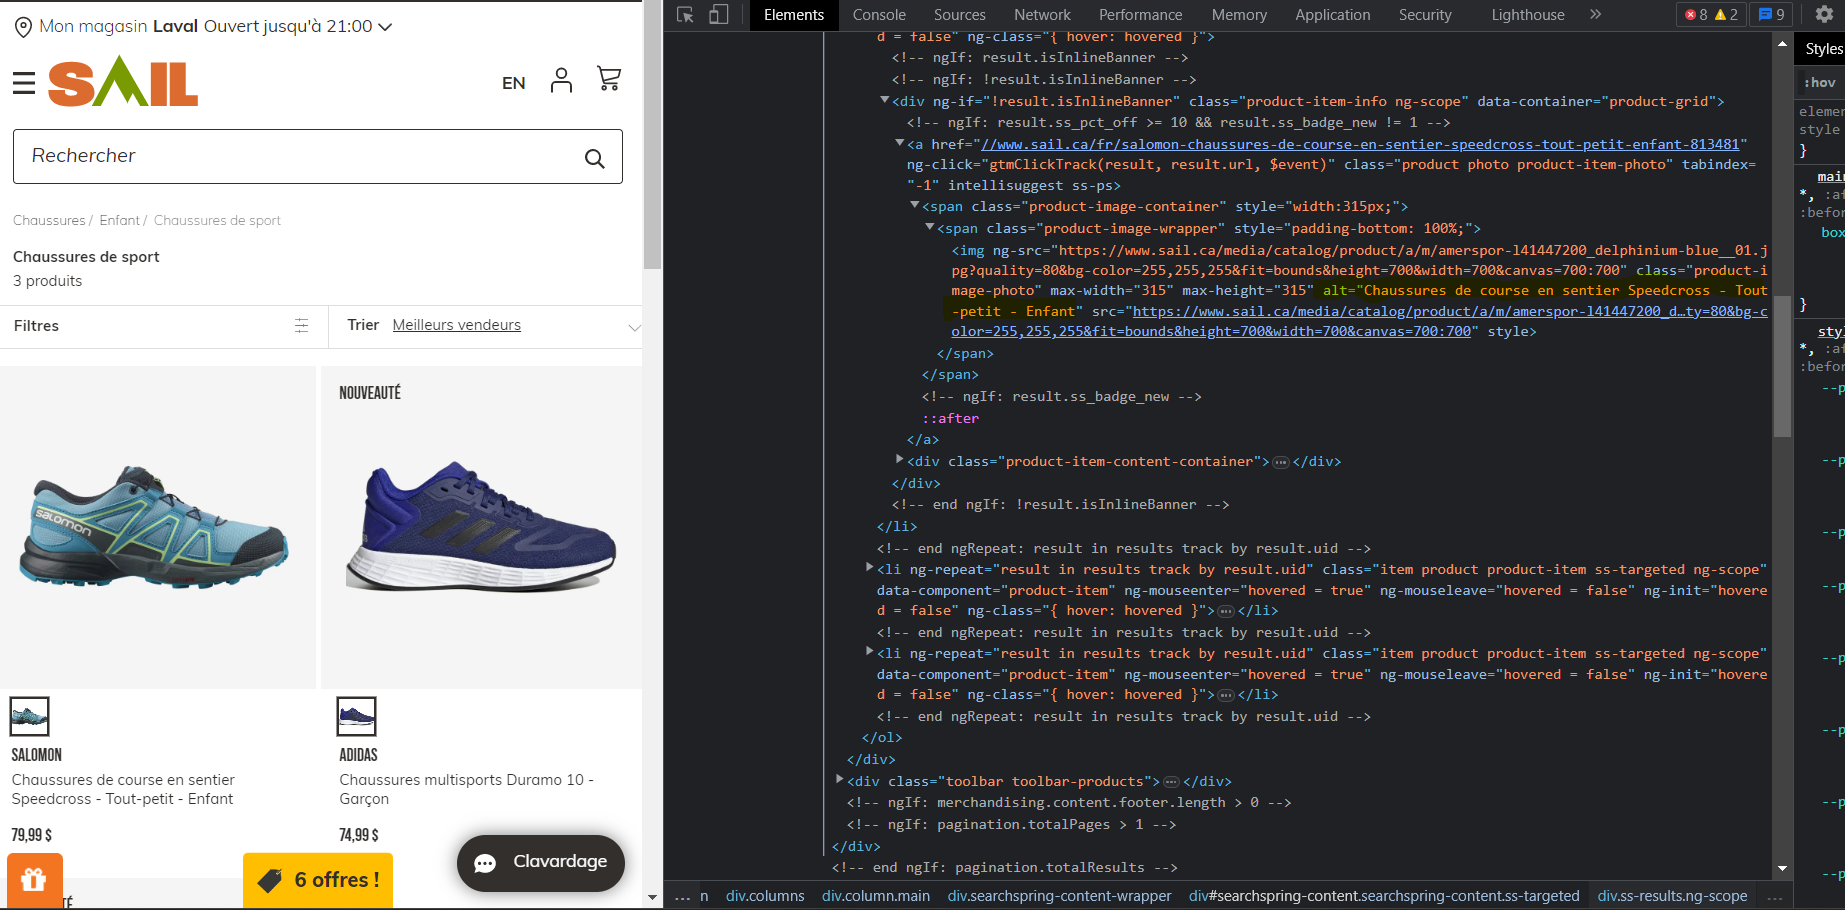 Mon magasin Laval Ouvert jusqu'à 21:00
SAIL
EN
Rechercher
Chaussures / Enfant / Chaussures de sport
Chaussures de sport
3 produits
Filtres
Trier Meilleurs vendeurs
NOUVEAUTÉ
salomon
SALOMON
Chaussures de course en sentier
Speedcross - Tout-petit - Enfant
79,99 $
ADIDAS
Chaussures multisports Duramo 10 -
Garçon
74,99 $
6 offres !
Clavardage
Elements Console Sources Network Performance Memory Application Security Lighthouse » 8 2 9
d = false" ng-class="{ hover: hovered }">
<!-- ngIf: result.isInlineBanner -->
<!-- ngIf: !result.isInlineBanner -->
<div ng-if="!result.isInlineBanner" class="product-item-info ng-scope" data-container="product-grid">
<!-- ngIf: result.ss_pct_off >= 10 && result.ss_badge_new != 1 -->
<a href="//www.sail.ca/fr/salomon-chaussures-de-course-en-sentier-speedcross-tout-petit-enfant-813481"
ng-click="gtmClickTrack(result, result.url, $event)" class="product photo product-item-photo" tabindex=
"-1" intellisuggest ss-ps>
<span class="product-image-container" style="width:315px;">
<span class="product-image-wrapper" style="padding-bottom: 100%;">
<img ng-src="https://www.sail.ca/media/catalog/product/a/m/amerspor-l41447200_delphinium-blue__01.j
pg?quality=80&bg-color=255,255,255&fit=bounds&height=700&width=700&canvas=700:700" class="product-i
mage-photo" max-width="315" max-height="315" alt="Chaussures de course en sentier Speedcross - Tout
-petit - Enfant" src="https://www.sail.ca/media/catalog/product/a/m/amerspor-l41447200_d…ty=80&bg-c
olor=255,255,255&fit=bounds&height=700&width=700&canvas=700:700" style>
</span>
</span>
<!-- ngIf: result.ss_badge_new -->
::after
</a>
<div class="product-item-content-container">…</div>
</div>
<!-- end ngIf: !result.isInlineBanner -->
</li>
<!-- end ngRepeat: result in results track by result.uid -->
<li ng-repeat="result in results track by result.uid" class="item product product-item ss-targeted ng-scope"
data-component="product-item" ng-mouseenter="hovered = true" ng-mouseleave="hovered = false" ng-init="hovere
d = false" ng-class="{ hover: hovered }">…</li>
<!-- end ngRepeat: result in results track by result.uid -->
<li ng-repeat="result in results track by result.uid" class="item product product-item ss-targeted ng-scope"
data-component="product-item" ng-mouseenter="hovered = true" ng-mouseleave="hovered = false" ng-init="hovere
d = false" ng-class="{ hover: hovered }">…</li>
<!-- end ngRepeat: result in results track by result.uid -->
</ol>
</div>
<div class="toolbar toolbar-products">…</div>
<!-- ngIf: merchandising.content.footer.length > 0 -->
<!-- ngIf: pagination.totalPages > 1 -->
</div>
<!-- end ngIf: pagination.totalResults -->
... n div.columns div.column.main div.searchspring-content-wrapper div#searchspring-content.searchspring-content.ss-targeted div.ss-results.ng-scope ...
Styles
:hov
elemen
style
}
main
*, :af
:befor
box
}
styl
*, :af
:befor
--p
--p
--p
--p
--p
--p
--p
--p